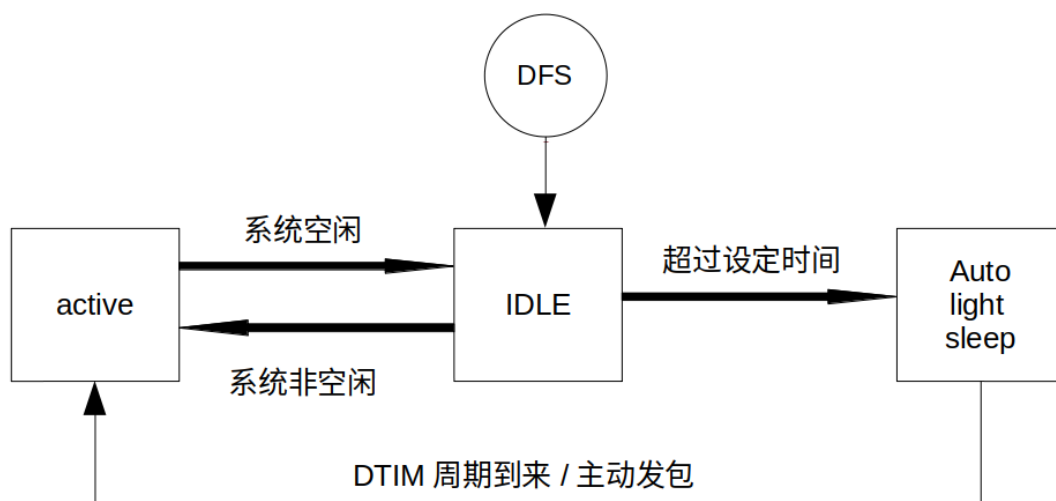 DFS
系统空闲
超过设定时间
active
IDLE
Auto
light
sleep
系统非空闲
DTIM 周期到来 / 主动发包